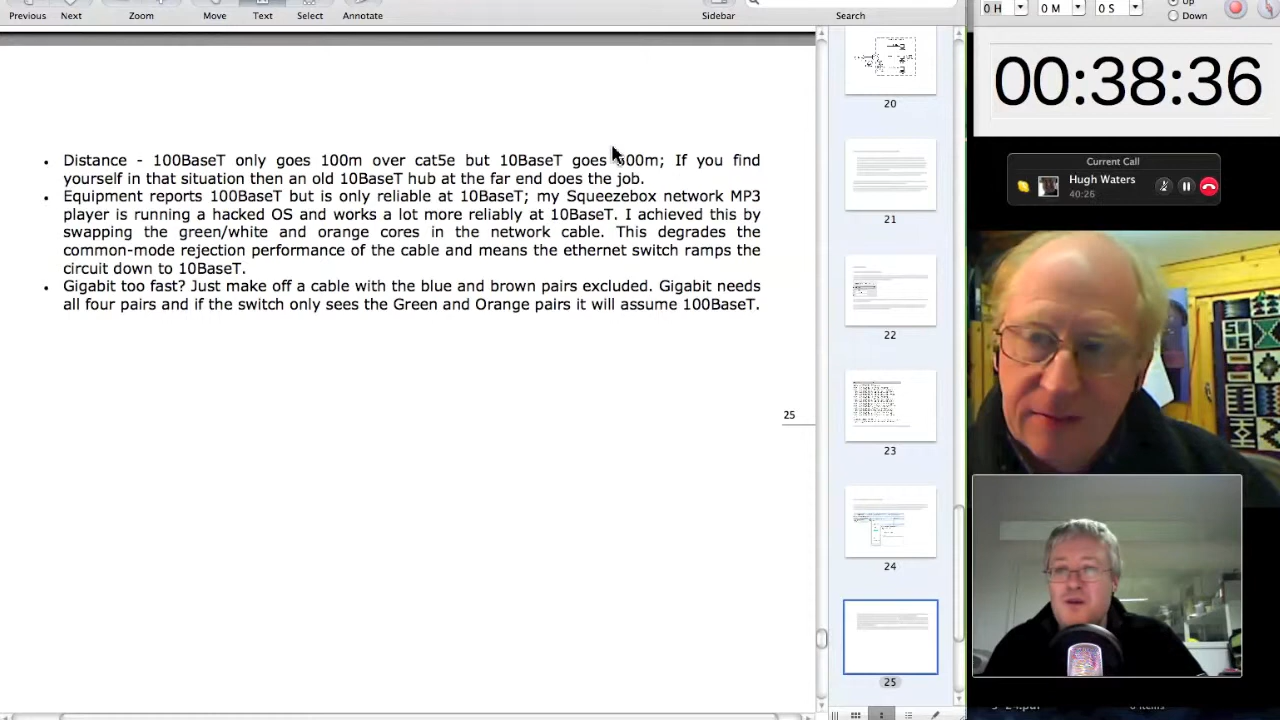 Previous Next Zoom Move Text Select Annotate Sidebar Search
0 H 0 M 0 S Up
Down
00:38:36
Current Call
Hugh Waters
40:26
• Distance - 100BaseT only goes 100m over cat5e but 10BaseT goes 00m; If you find
yourself in that situation then an old 10BaseT hub at the far end does the job.
• Equipment reports 100BaseT but is only reliable at 10BaseT; my Squeezebox network MP3
player is running a hacked OS and works a lot more reliably at 10BaseT. I achieved this by
swapping the green/white and orange cores in the network cable. This degrades the
common-mode rejection performance of the cable and means the ethernet switch ramps the
circuit down to 10BaseT.
• Gigabit too fast? Just make off a cable with the blue and brown pairs excluded. Gigabit needs
all four pairs and if the switch only sees the Green and Orange pairs it will assume 100BaseT.
25
20
21
22
23
24
25